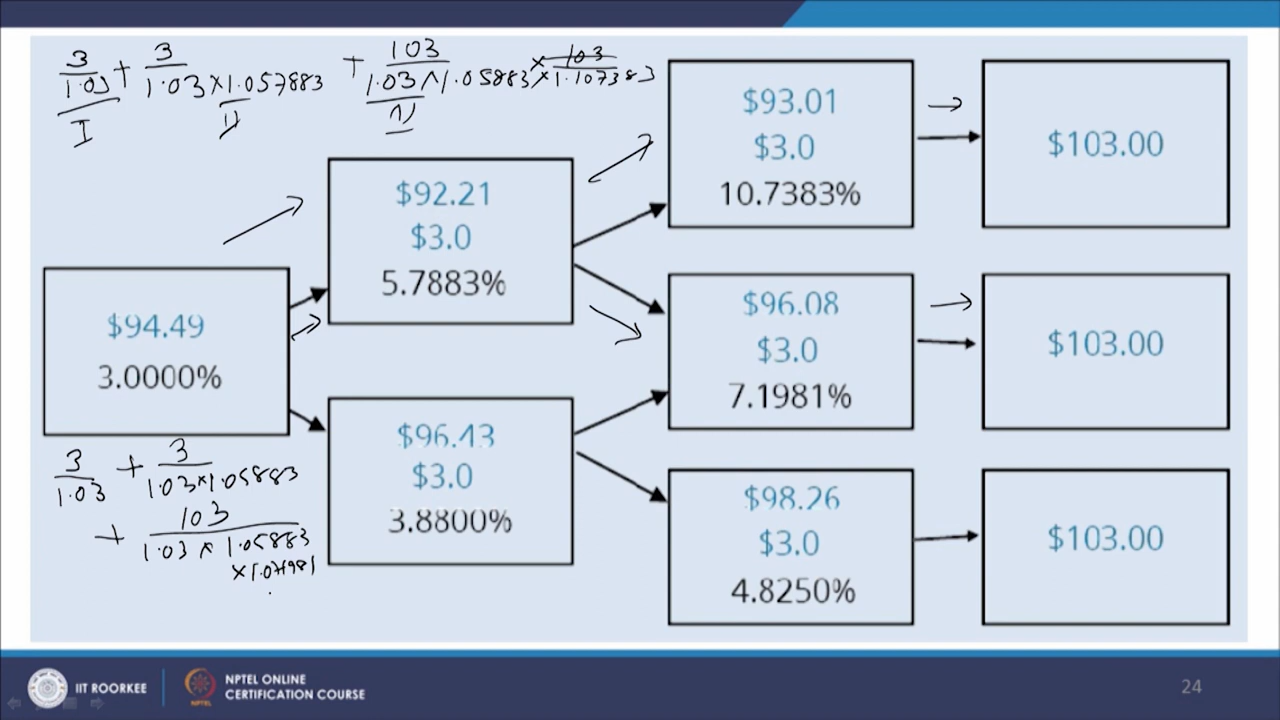 3/1.03 + 3/1.03×1.057883 + 103/1.03×1.05883 × 103/×1.107383
I II
$94.49
3.0000%
$92.21
$3.0
5.7883%
$96.43
$3.0
3.8800%
$93.01
$3.0
10.7383%
$96.08
$3.0
7.1981%
$98.26
$3.0
4.8250%
$103.00
$103.00
$103.00
3/1.03 + 3/1.03×1.05883
+ 103/1.03 × 1.05883
×1.071981
IIT ROORKEE
NPTEL
NPTEL ONLINE
CERTIFICATION COURSE
24